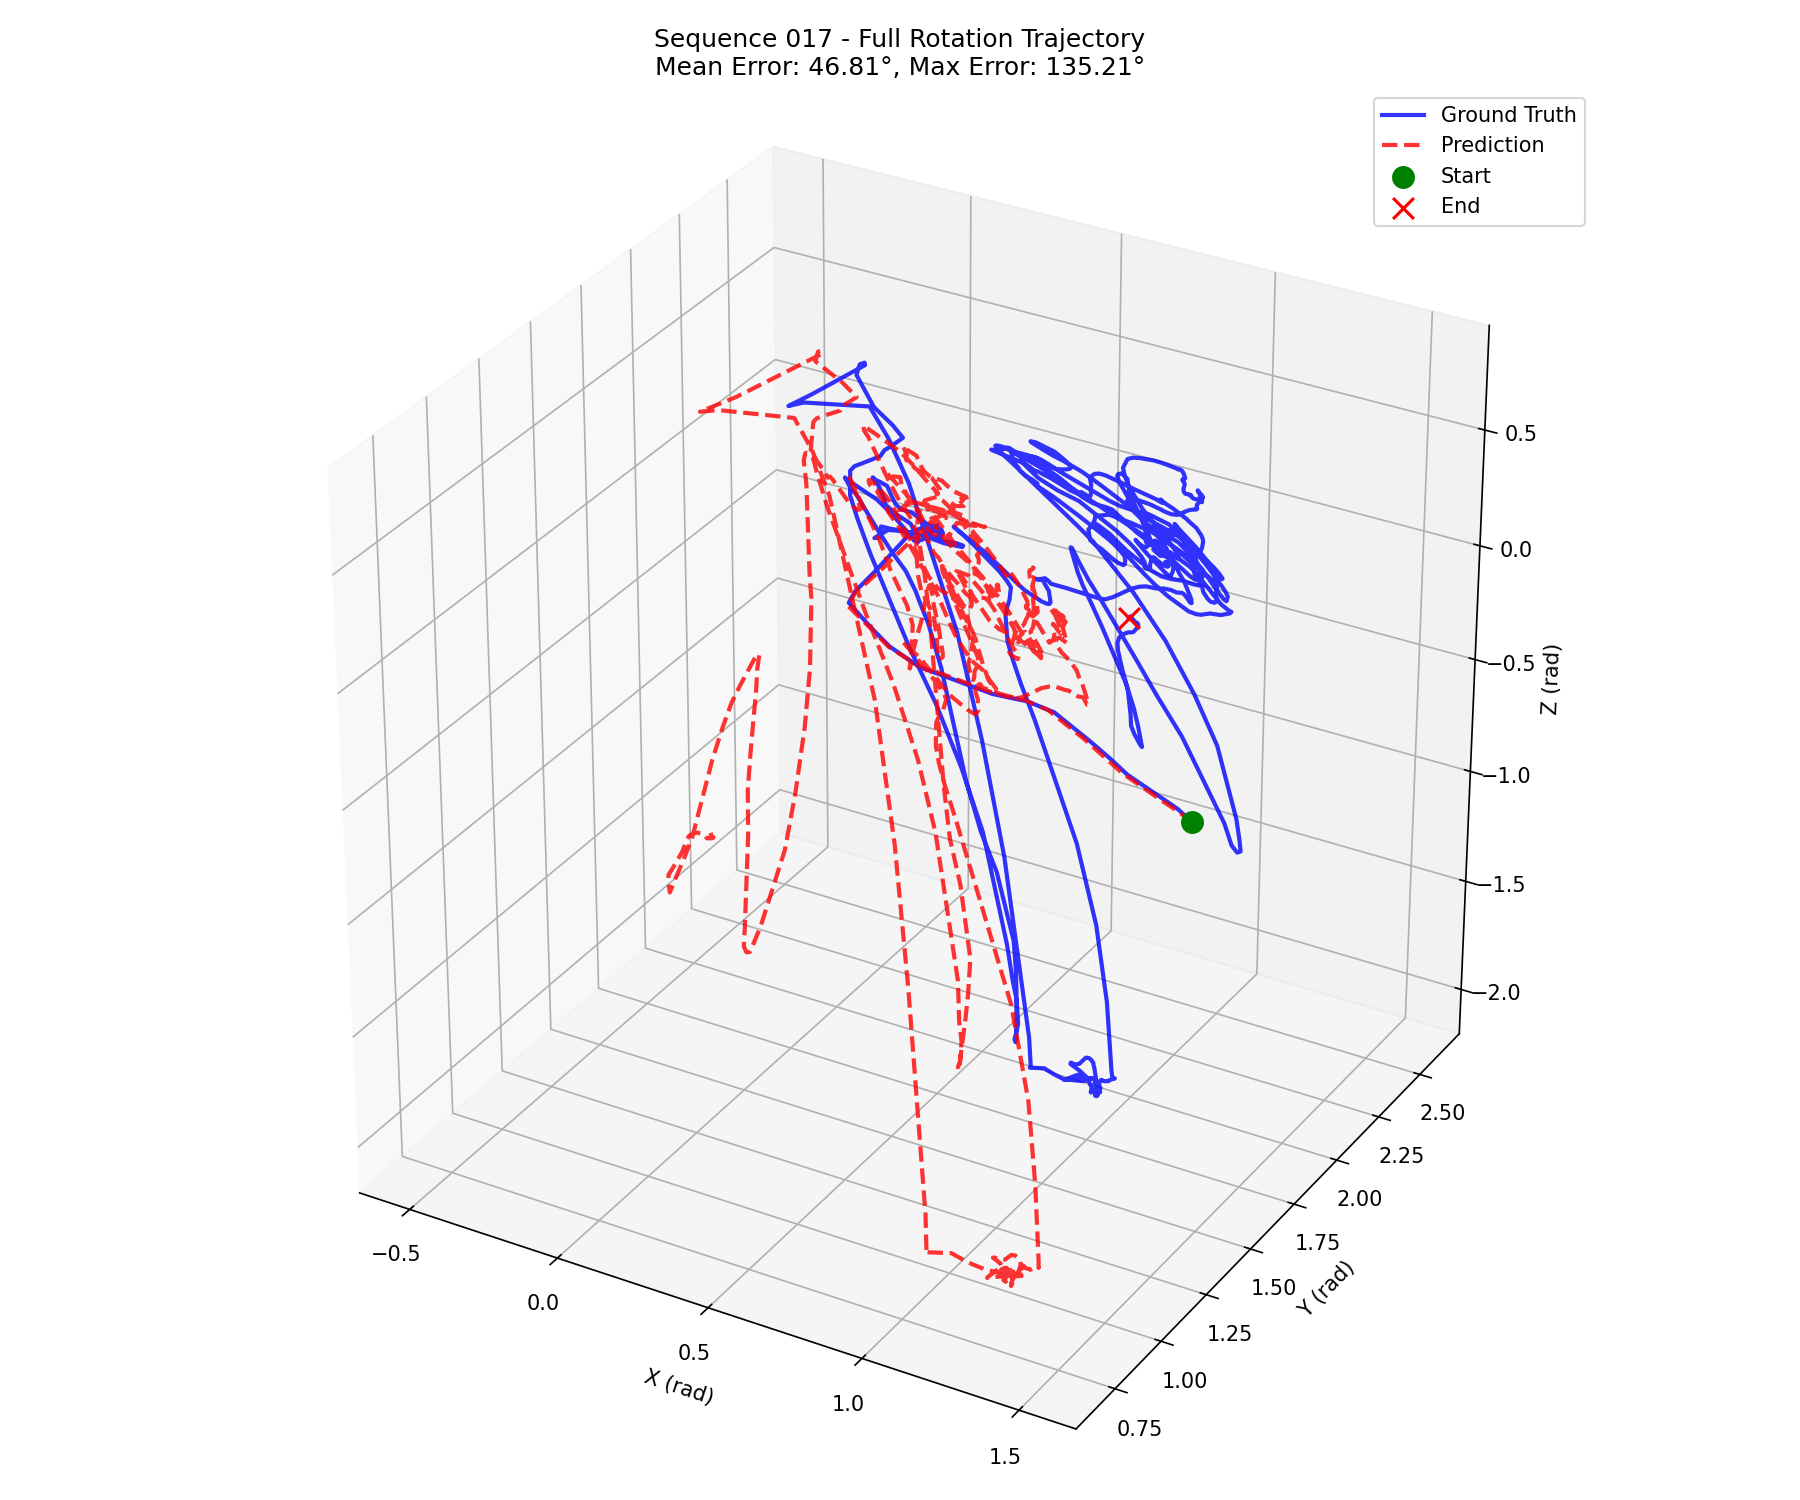 Sequence 017 - Full Rotation Trajectory
Mean Error: 46.81°, Max Error: 135.21°
Ground Truth
Prediction
Start
End
0.5
0.0
−0.5
−1.0
−1.5
−2.0
Z (rad)
2.50
2.25
2.00
1.75
1.50
1.25
1.00
0.75
Y (rad)
−0.5
0.0
0.5
1.0
1.5
X (rad)